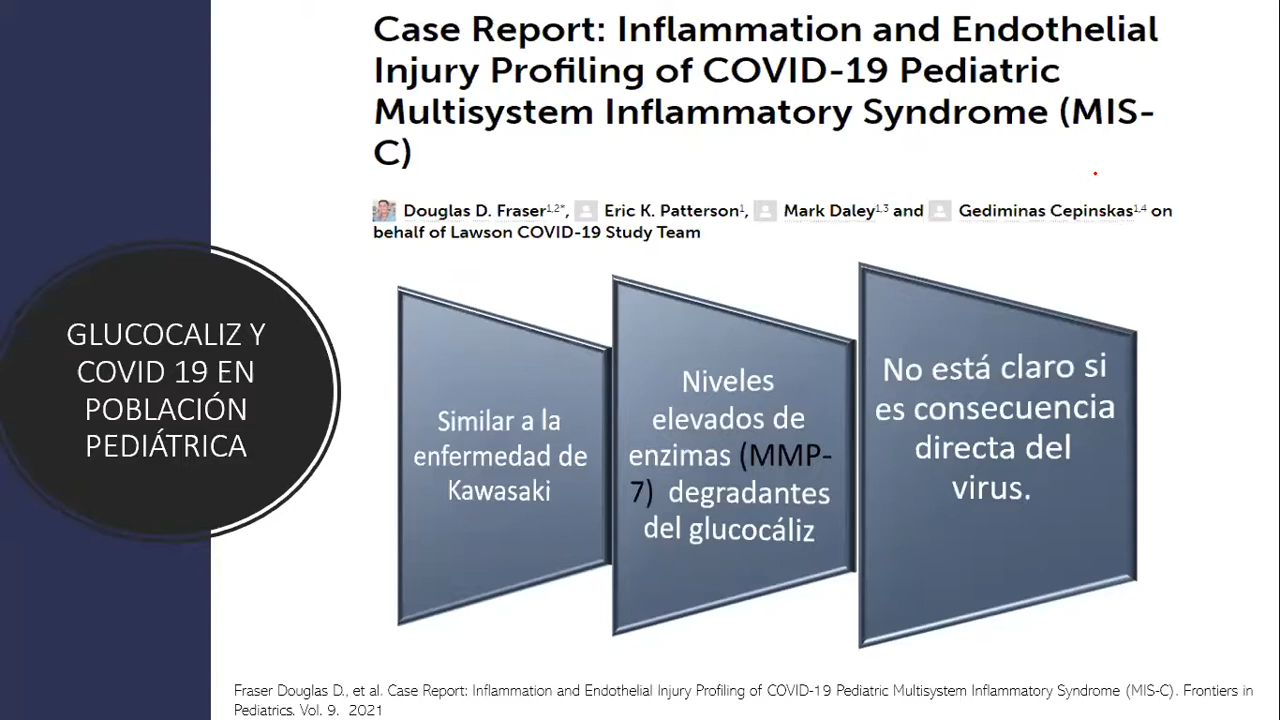 Case Report: Inflammation and Endothelial
Injury Profiling of COVID-19 Pediatric
Multisystem Inflammatory Syndrome (MIS-
C)
Douglas D. Fraser1,2*, Eric K. Patterson1, Mark Daley1,3 and Gediminas Cepinskas1,4 on
behalf of Lawson COVID-19 Study Team
GLUCOCALIZ Y
COVID 19 EN
POBLACIÓN
PEDIÁTRICA
Similar a la
enfermedad de
Kawasaki
Niveles
elevados de
enzimas (MMP-
7) degradantes
del glucocáliz
No está claro si
es consecuencia
directa del
virus.
Fraser Douglas D., et al. Case Report: Inflammation and Endothelial Injury Profiling of COVID-19 Pediatric Multisystem Inflammatory Syndrome (MIS-C). Frontiers in
Pediatrics. Vol. 9. 2021